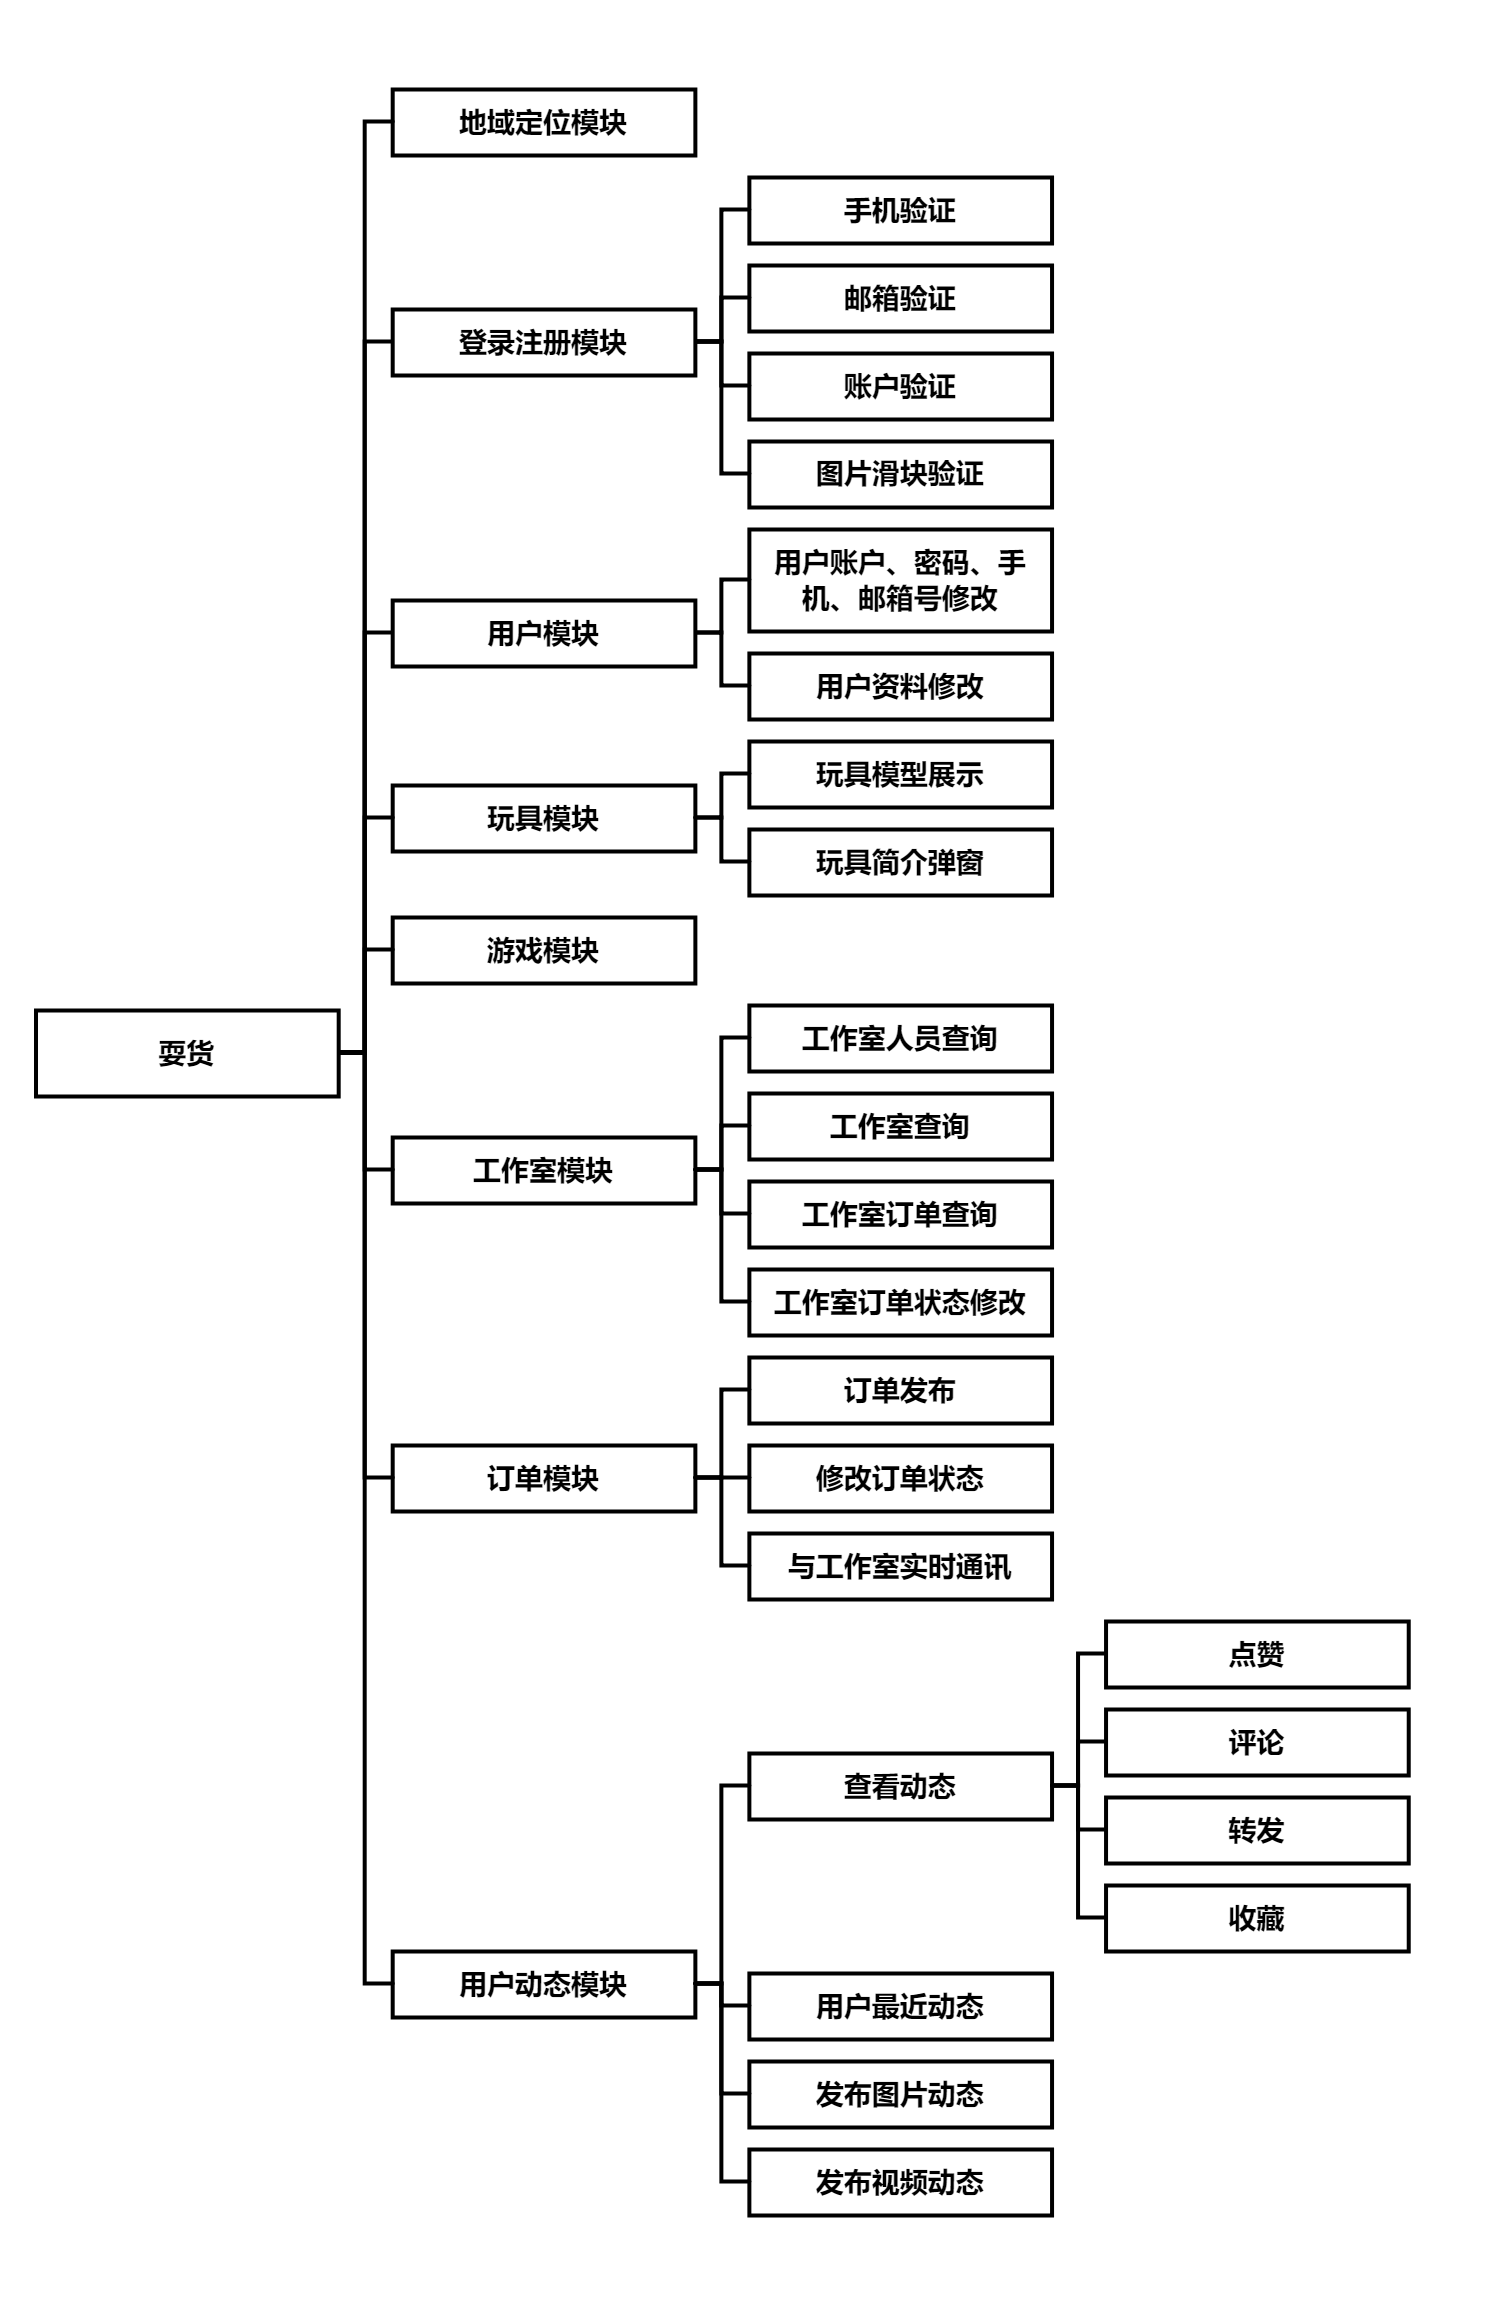 地域定位模块
手机验证
邮箱验证
登录注册模块
账户验证
图片滑块验证
用户账户、密码、手
机、邮箱号修改
用户模块
用户资料修改
玩具模型展示
玩具模块
玩具简介弹窗
游戏模块
耍货
工作室人员查询
工作室查询
工作室模块
工作室订单查询
工作室订单状态修改
订单发布
订单模块
修改订单状态
与工作室实时通讯
点赞
评论
查看动态
转发
收藏
用户动态模块
用户最近动态
发布图片动态
发布视频动态